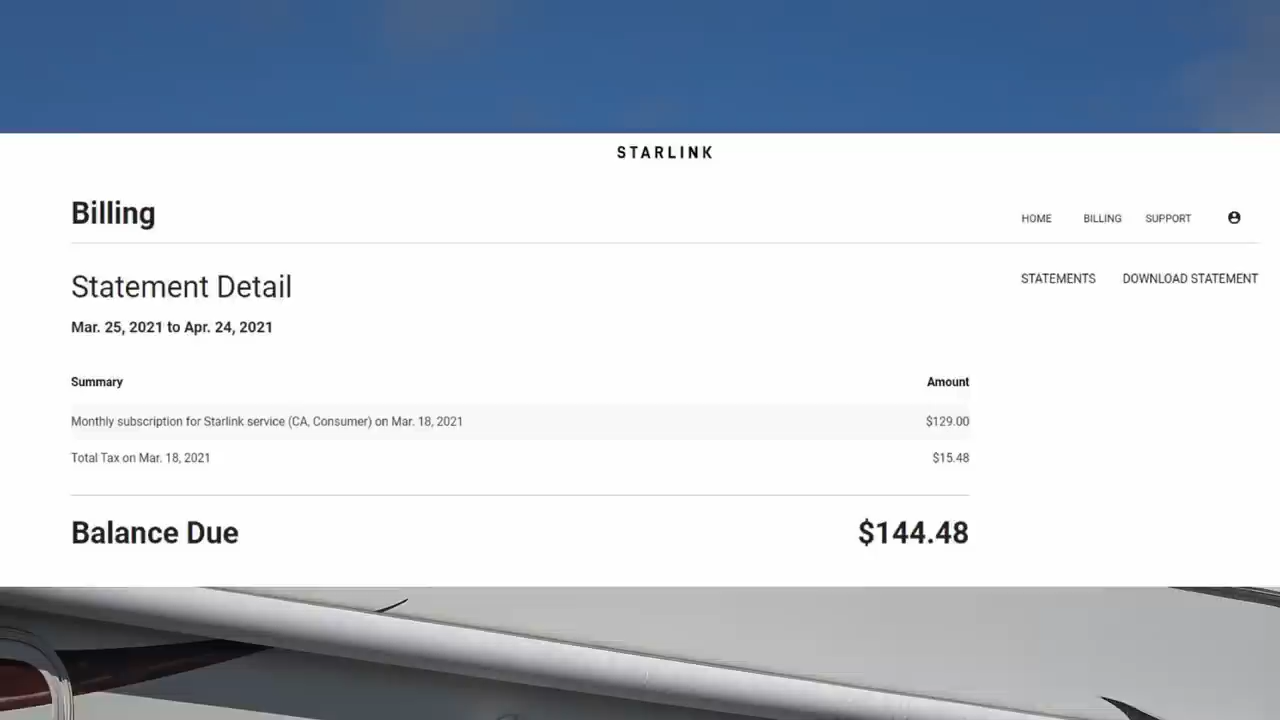 STARLINK
Billing
HOME BILLING SUPPORT
Statement Detail
STATEMENTS DOWNLOAD STATEMENT
Mar. 25, 2021 to Apr. 24, 2021
Summary Amount
Monthly subscription for Starlink service (CA, Consumer) on Mar. 18, 2021 $129.00
Total Tax on Mar. 18, 2021 $15.48
Balance Due $144.48